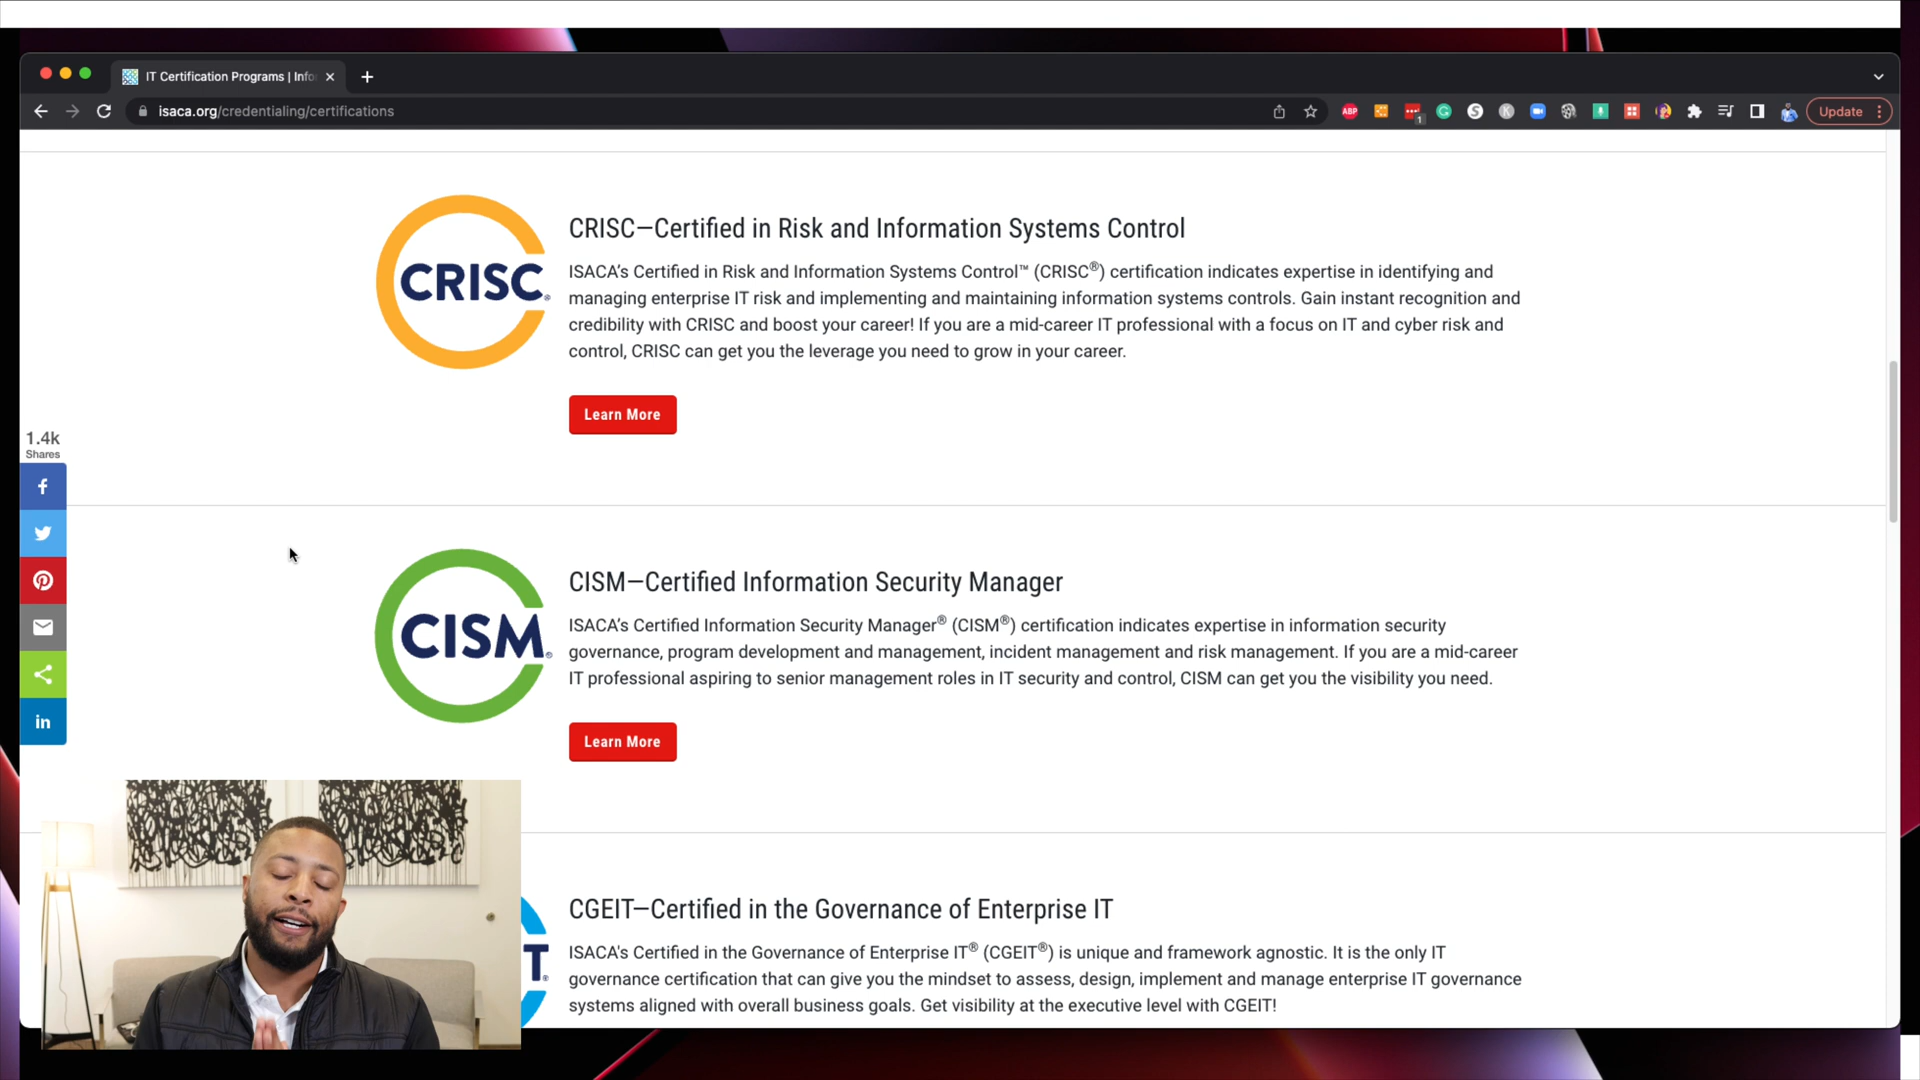 IT Certification Programs | Info
isaca.org/credentialing/certifications
ABP
1
Update
CRISC®
CRISC—Certified in Risk and Information Systems Control
ISACA's Certified in Risk and Information Systems Control™ (CRISC®) certification indicates expertise in identifying and
managing enterprise IT risk and implementing and maintaining information systems controls. Gain instant recognition and
credibility with CRISC and boost your career! If you are a mid-career IT professional with a focus on IT and cyber risk and
control, CRISC can get you the leverage you need to grow in your career.
Learn More
1.4k
Shares
CISM®
CISM—Certified Information Security Manager
ISACA's Certified Information Security Manager® (CISM®) certification indicates expertise in information security
governance, program development and management, incident management and risk management. If you are a mid-career
IT professional aspiring to senior management roles in IT security and control, CISM can get you the visibility you need.
Learn More
in
T®
CGEIT—Certified in the Governance of Enterprise IT
ISACA's Certified in the Governance of Enterprise IT® (CGEIT®) is unique and framework agnostic. It is the only IT
governance certification that can give you the mindset to assess, design, implement and manage enterprise IT governance
systems aligned with overall business goals. Get visibility at the executive level with CGEIT!